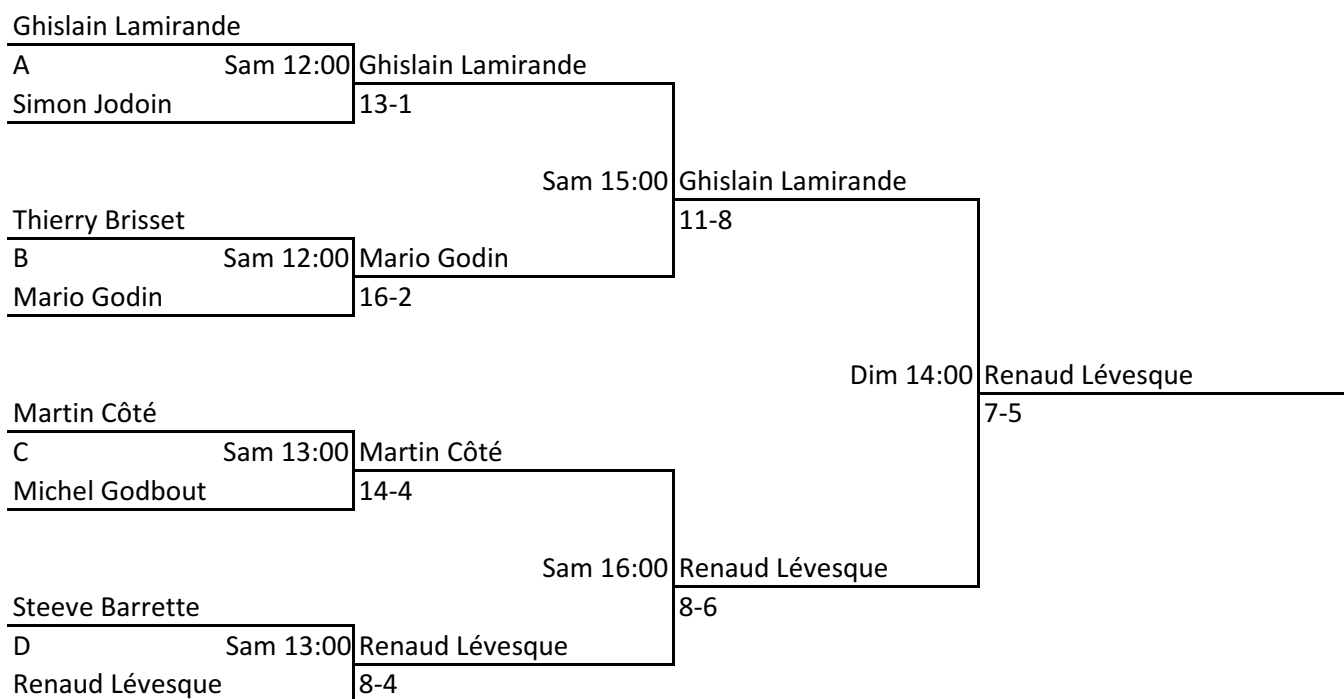 Ghislain Lamirande
A Sam 12:00 Ghislain Lamirande
Simon Jodoin 13-1
Sam 15:00 Ghislain Lamirande
Thierry Brisset 11-8
B Sam 12:00 Mario Godin
Mario Godin 16-2
Dim 14:00 Renaud Lévesque
Martin Côté 7-5
C Sam 13:00 Martin Côté
Michel Godbout 14-4
Sam 16:00 Renaud Lévesque
Steeve Barrette 8-6
D Sam 13:00 Renaud Lévesque
Renaud Lévesque 8-4